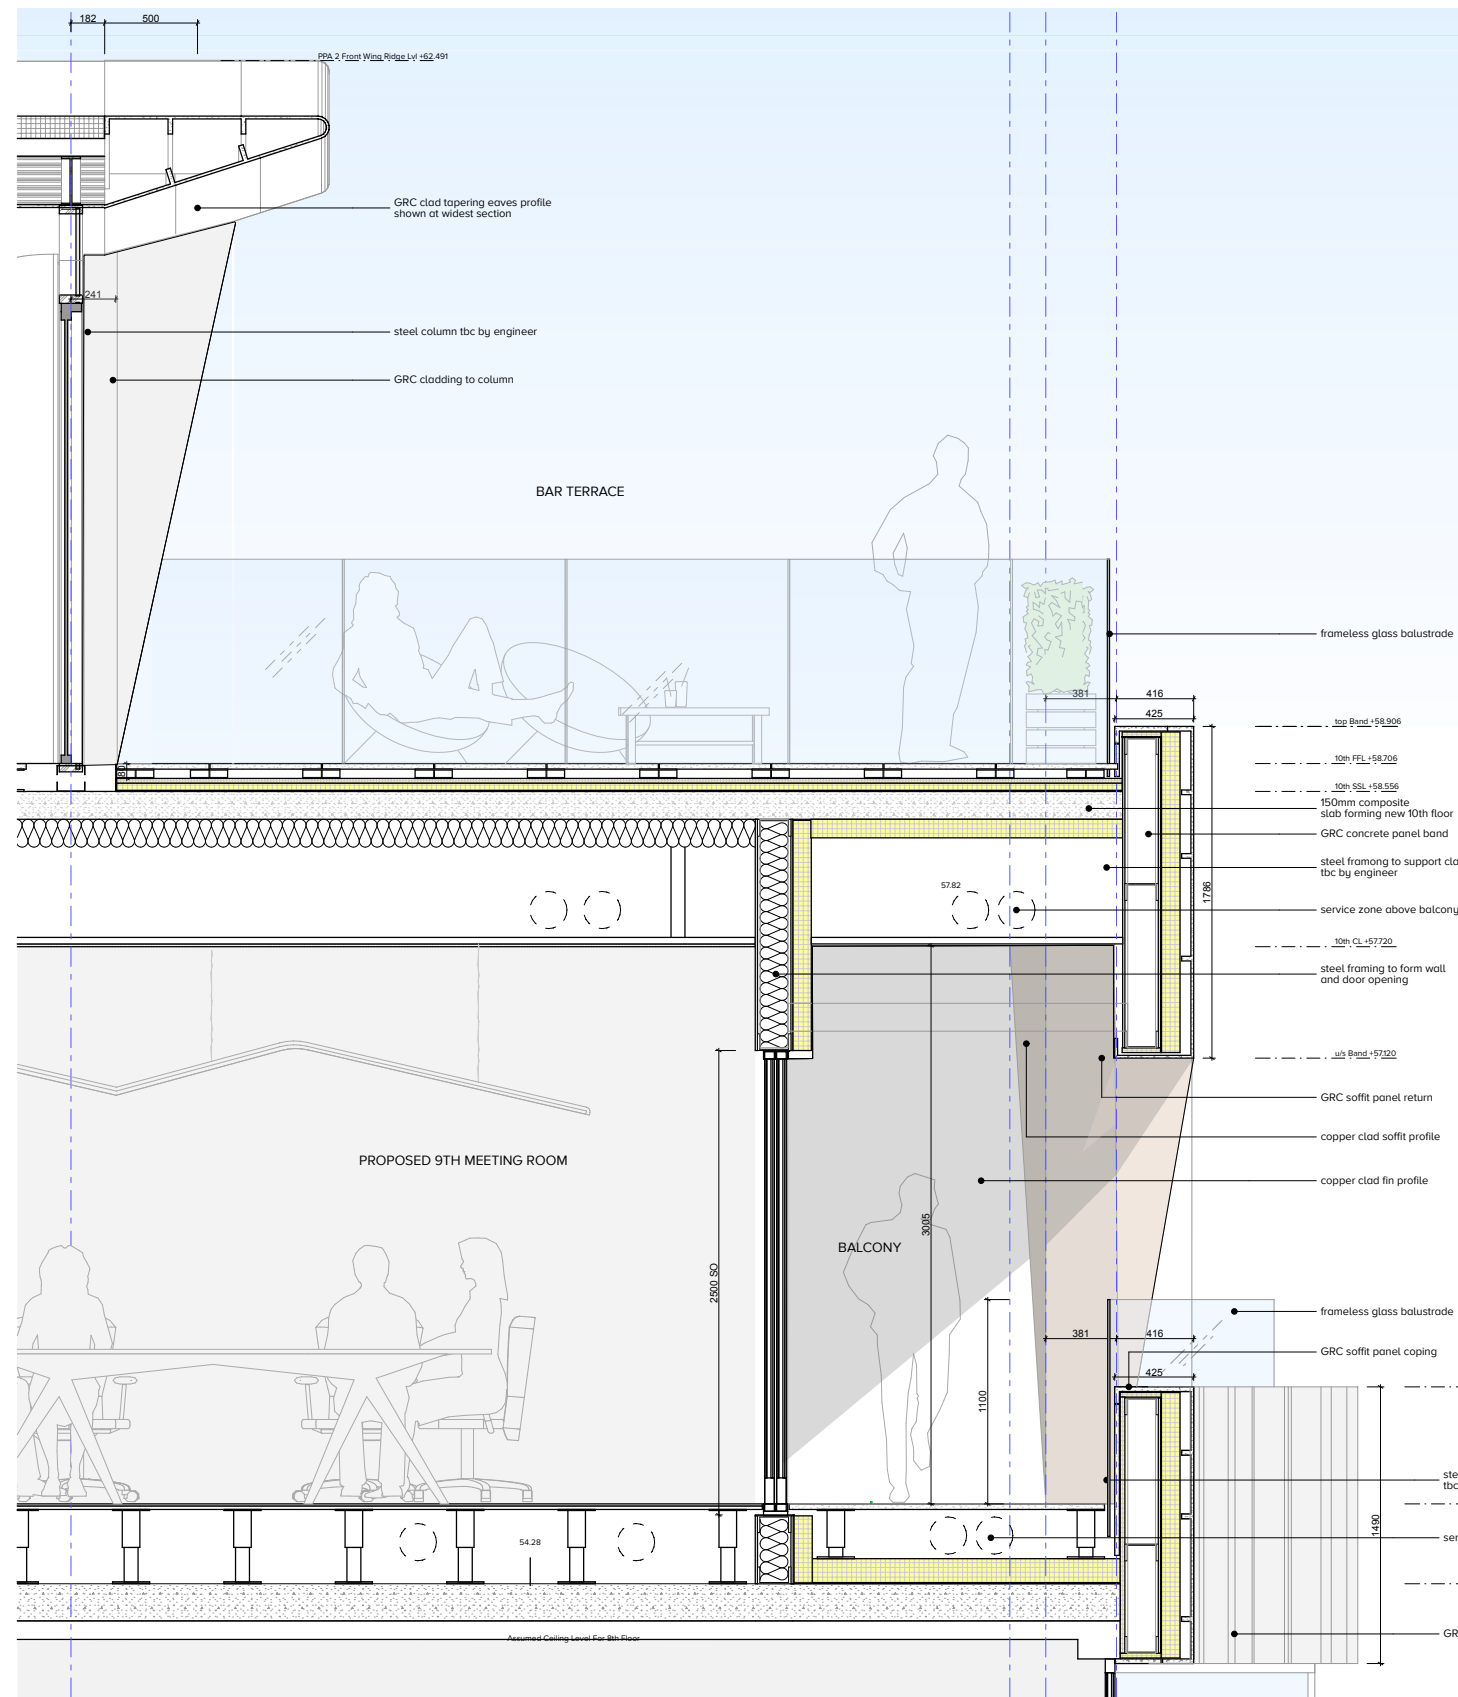 182
500
PPA 2 Front Wing Ridge Lvl +62.491
GRC clad tapering eaves profile
shown at widest section
241
steel column tbc by engineer
GRC cladding to column
BAR TERRACE
frameless glass balustrade
381
416
425
top Band +58.906
10th FFL +58.706
80
10th SSL +58.556
150mm composite
slab forming new 10th floor
GRC concrete panel band
steel framong to support cla
tbc by engineer
57.82
1786
service zone above balcony
10th CL +57.720
steel framing to form wall
and door opening
u/s Band +57.120
GRC soffit panel return
copper clad soffit profile
PROPOSED 9TH MEETING ROOM
copper clad fin profile
3005
BALCONY
2500 SO
frameless glass balustrade
381
416
GRC soffit panel coping
425
1100
ste
tbc
1490
54.28
ser
GR
Assumed Ceiling Level For 8th Floor